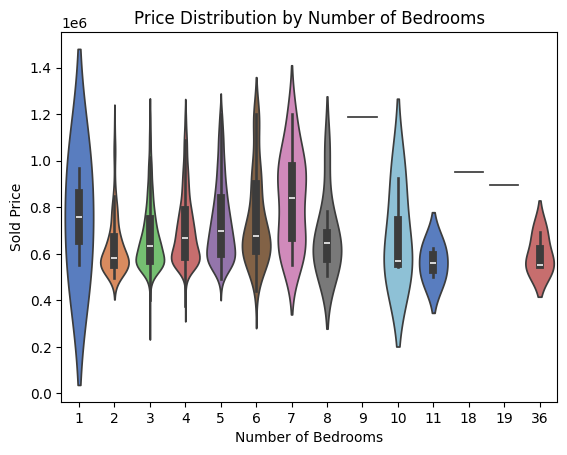 Price Distribution by Number of Bedrooms
1e6
1.4
1.2
1.0
0.8
0.6
0.4
0.2
0.0
Sold Price
1 2 3 4 5 6 7 8 9 10 11 18 19 36
Number of Bedrooms